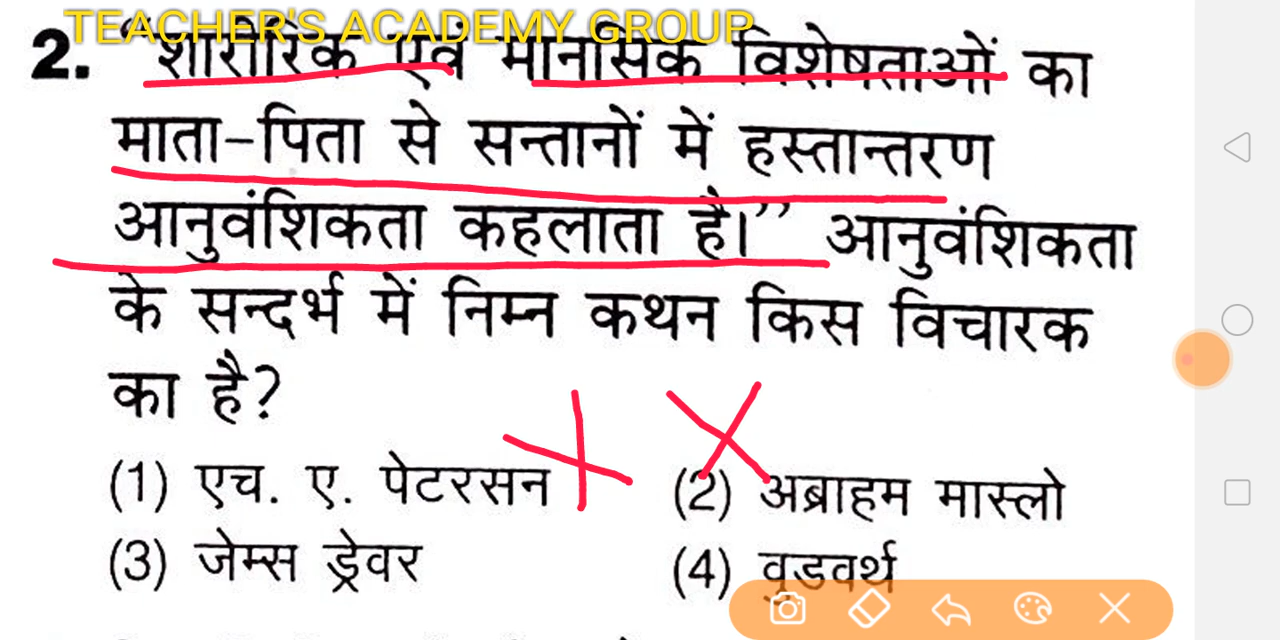 TEACHER'S ACADEMY GROUP
2. “शारीरिक एवं मानसिक विशेषताओं का
माता-पिता से सन्तानों में हस्तान्तरण
आनुवंशिकता कहलाता है।” आनुवंशिकता
के सन्दर्भ में निम्न कथन किस विचारक
का है?
(1) एच. ए. पेटरसन (2) अब्राहम मास्लो
(3) जेम्स ड्रेवर (4) वुडवर्थ